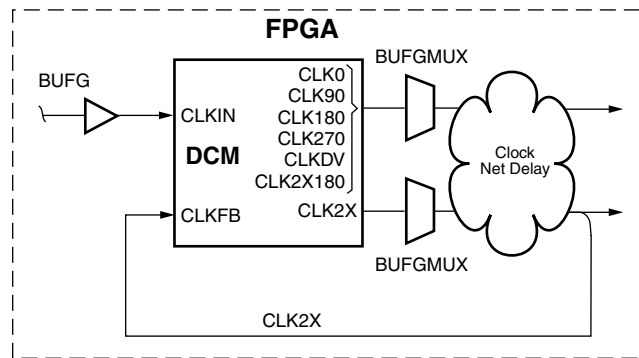 FPGA
BUFGMUX
BUFG
CLK0
CLK90
CLK180
CLK270
CLKDV
CLK2X180
CLK2X
CLKIN
DCM
CLKFB
Clock
Net Delay
BUFGMUX
CLK2X